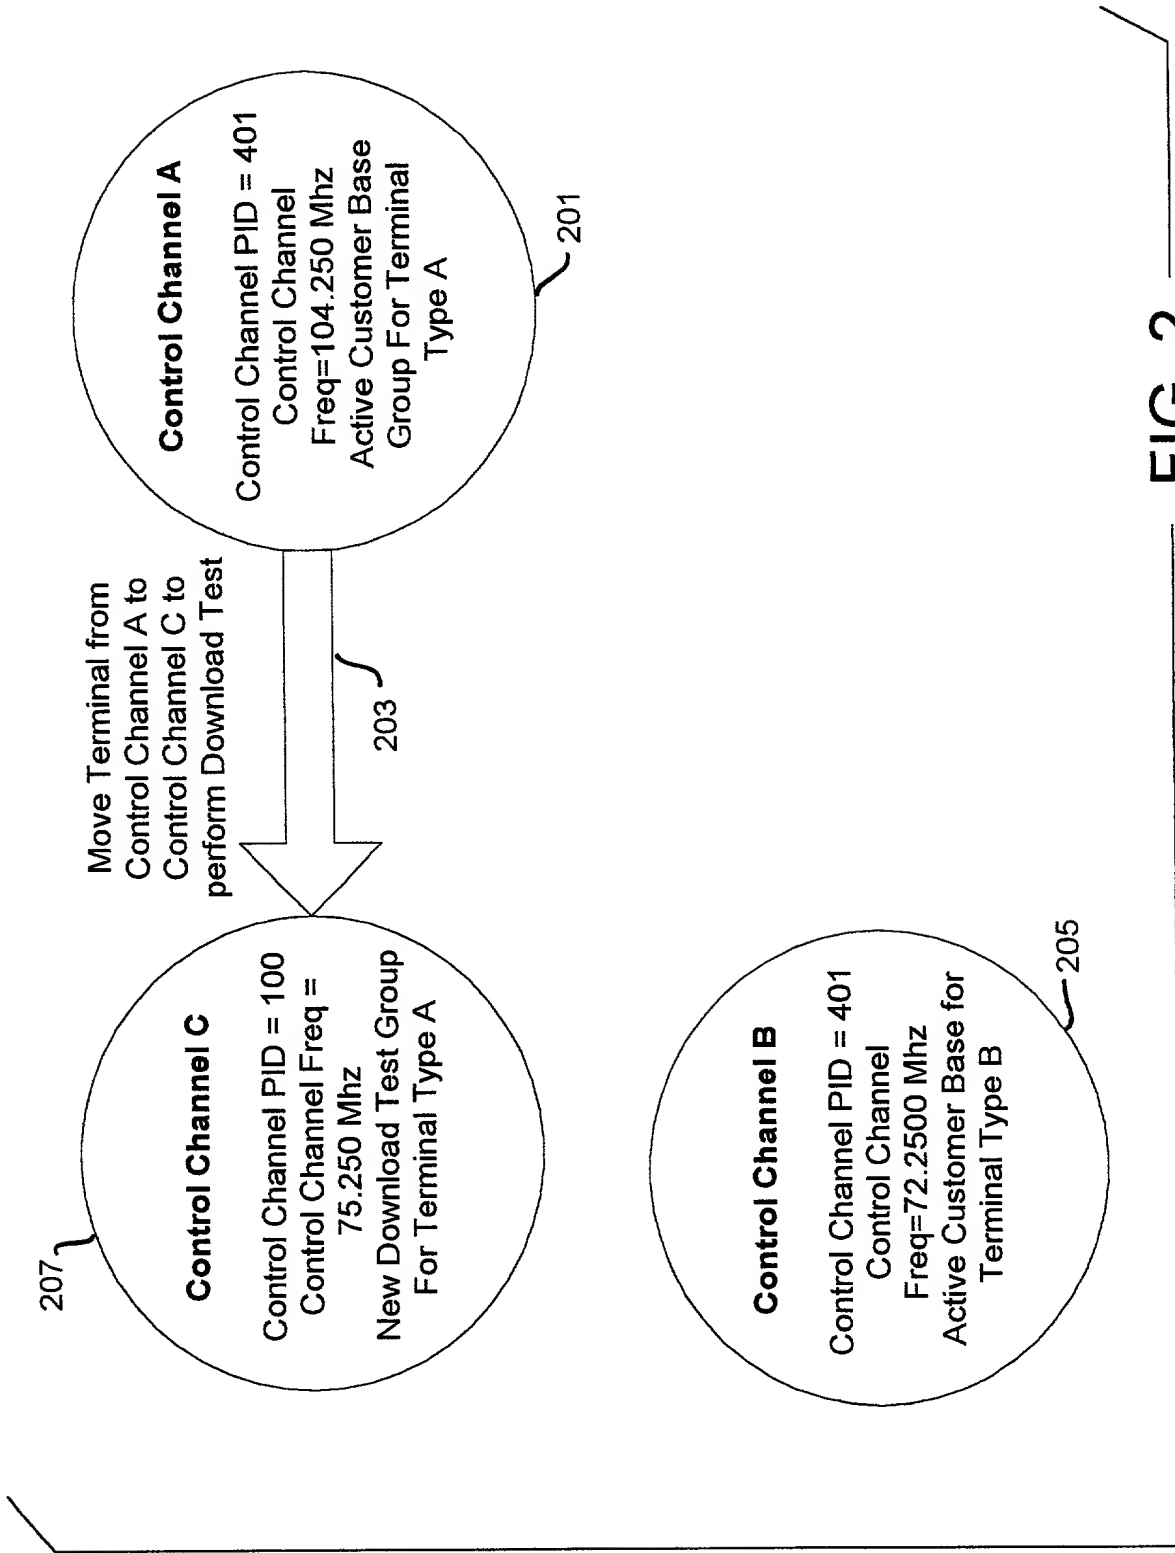 207
Control Channel C
Control Channel PID = 100
Control Channel Freq =
75.250 Mhz
New Download Test Group
For Terminal Type A
Move Terminal from
Control Channel A to
Control Channel C to
perform Download Test
203
Control Channel A
Control Channel PID = 401
Control Channel
Freq=104.250 Mhz
Active Customer Base
Group For Terminal
Type A
201
Control Channel B
Control Channel PID = 401
Control Channel
Freq=72.2500 Mhz
Active Customer Base for
Terminal Type B
205
FIG. 2